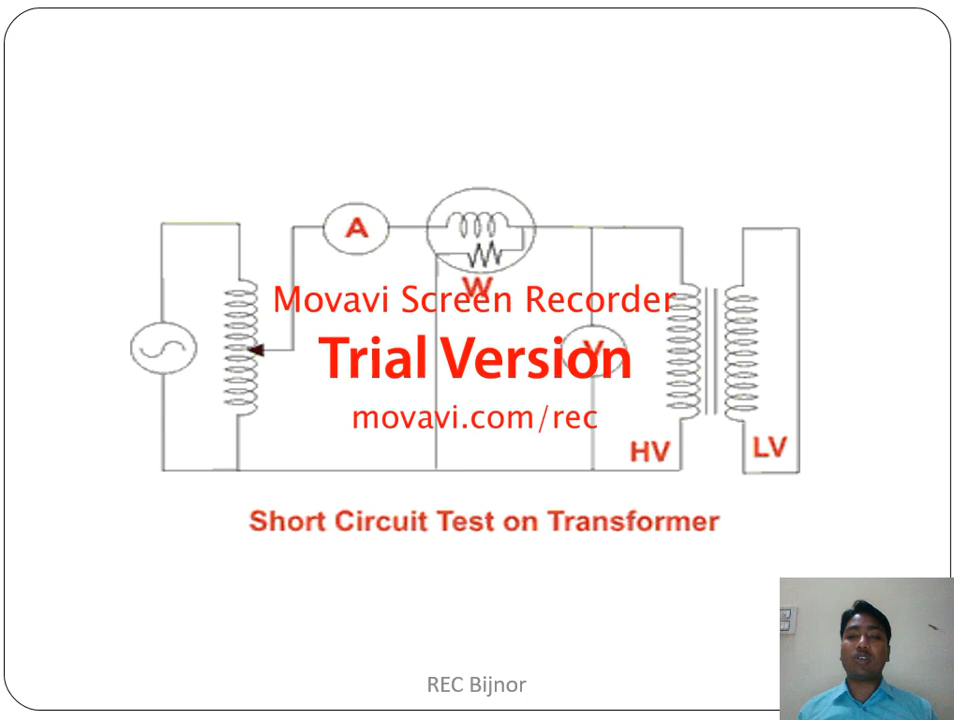 A
W
Movavi Screen Recorder
Trial Version
V
movavi.com/rec
HV
LV
Short Circuit Test on Transformer
REC Bijnor